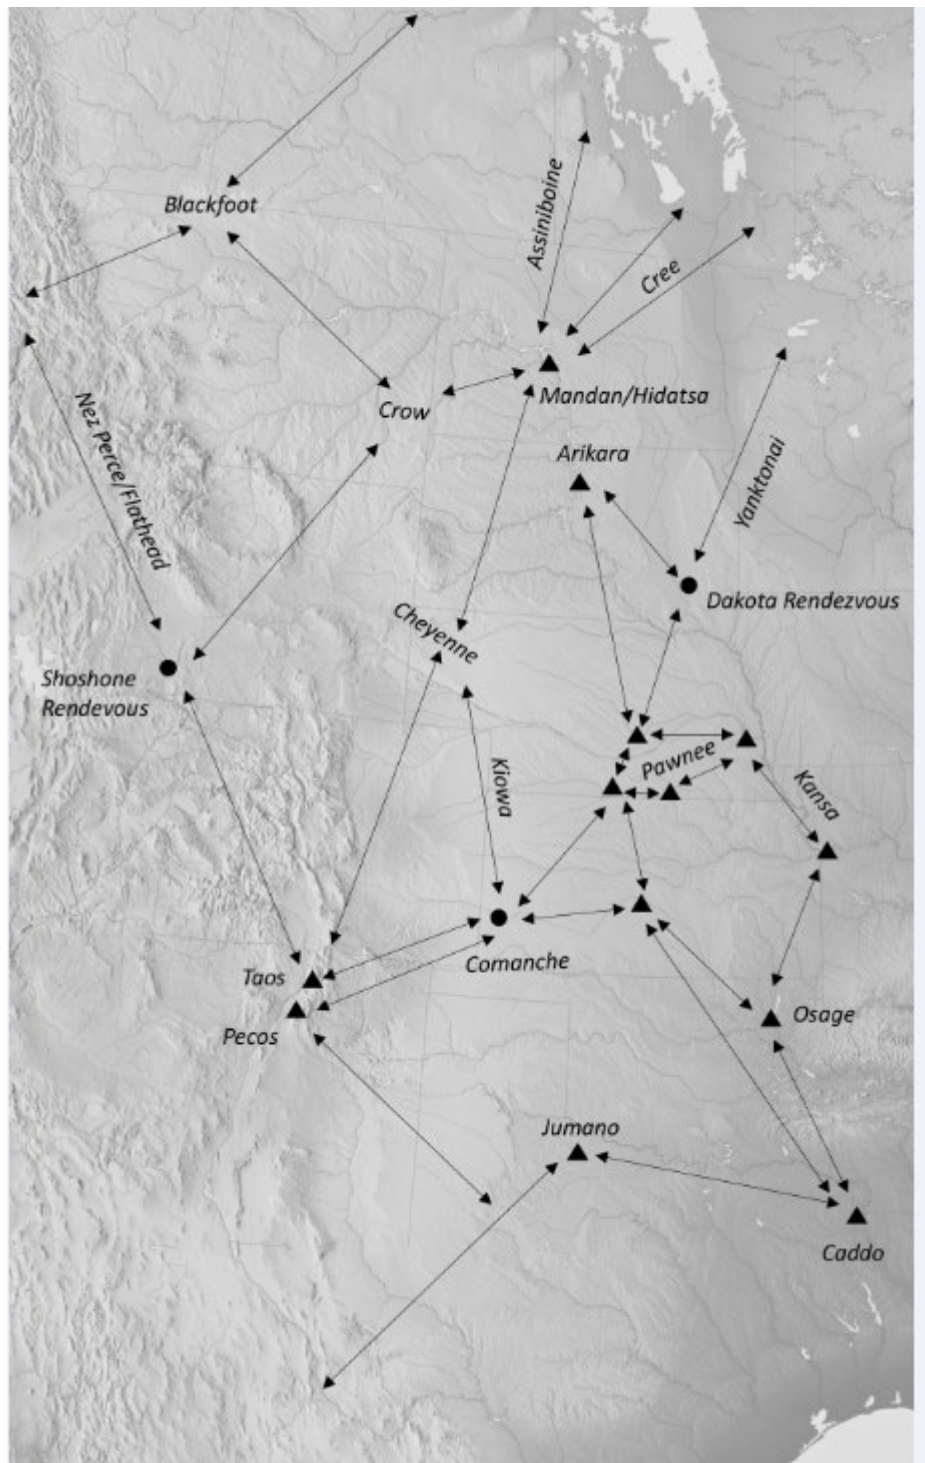 Blackfoot
Assiniboine
Cree
Crow
Mandan/Hidatsa
Nez Perce/Flathead
Arikara
Yanktonai
Dakota Rendezvous
Cheyenne
Shoshone
Rendevous
Kiowa
Pawnee
Kansa
Taos
Comanche
Pecos
Osage
Jumano
Caddo